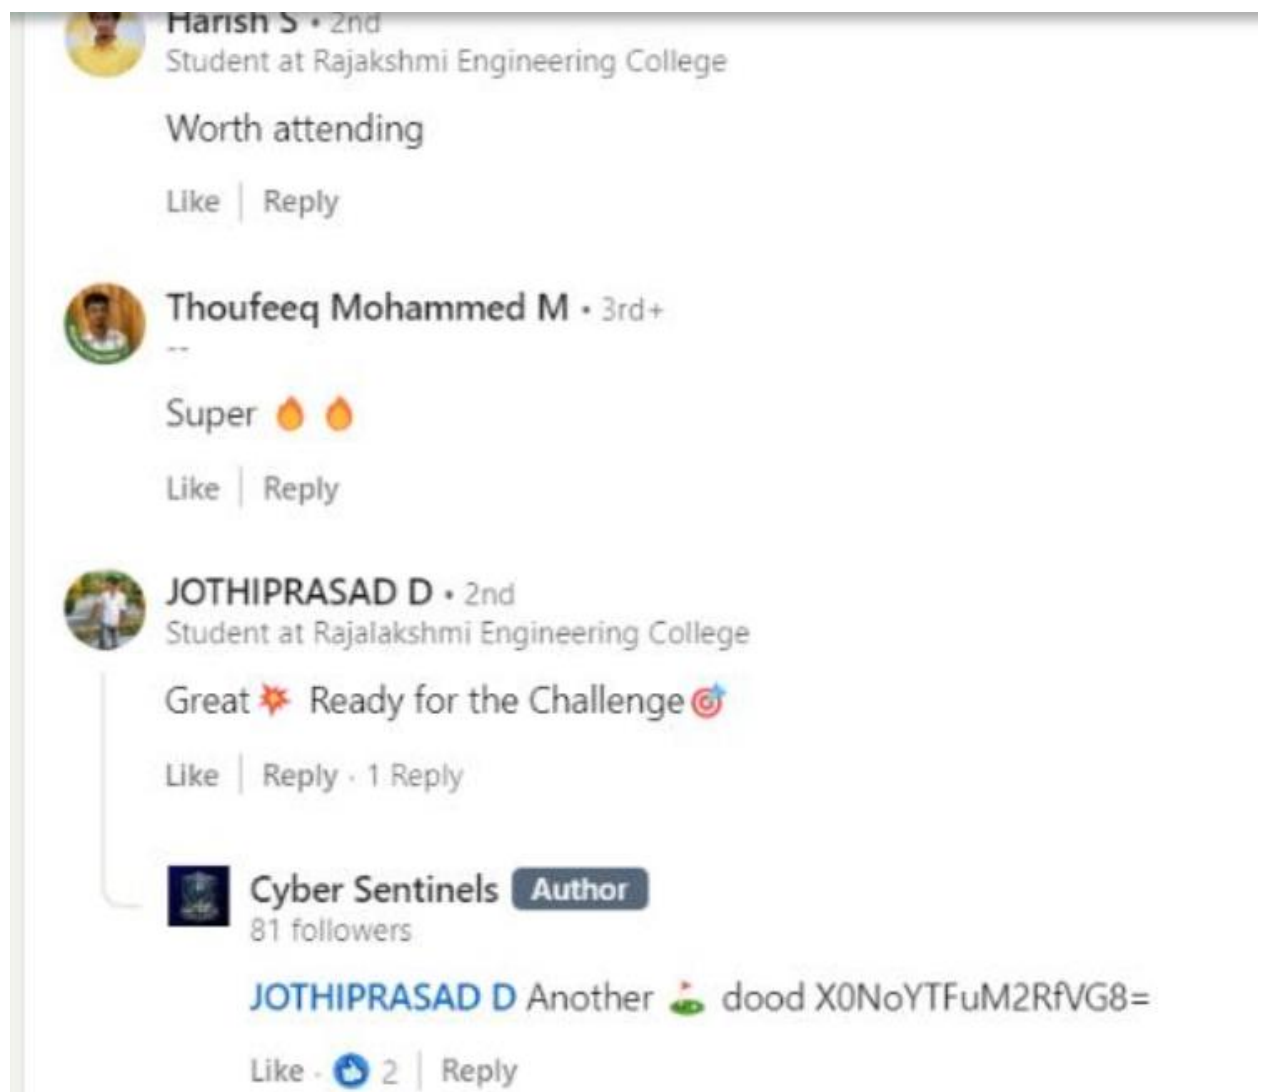 Harish S • 2nd
Student at Rajakshmi Engineering College
Worth attending
Like | Reply
Thoufeeq Mohammed M • 3rd+
--
Super 🔥 🔥
Like | Reply
JOTHIPRASAD D • 2nd
Student at Rajalakshmi Engineering College
Great💥 Ready for the Challenge🎯
Like | Reply · 1 Reply
Cyber Sentinels Author
81 followers
JOTHIPRASAD D Another ⛳ dood X0NoYTFuM2RfVG8=
Like · 2 | Reply